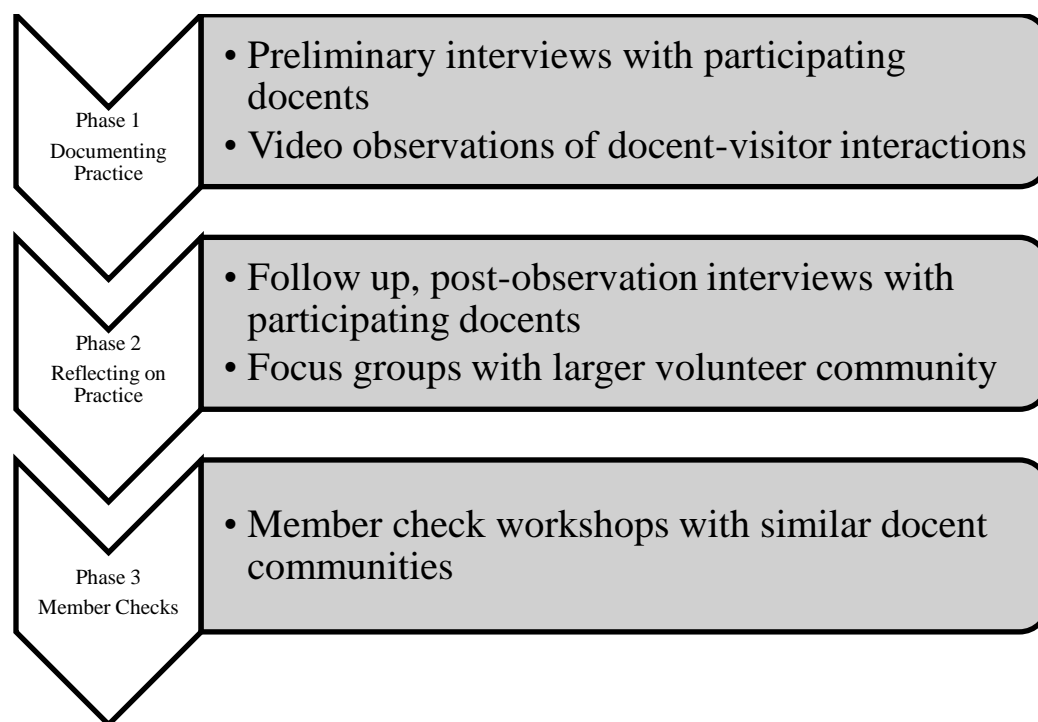 Phase 1
Documenting
Practice
• Preliminary interviews with participating
docents
• Video observations of docent-visitor interactions
Phase 2
Reflecting on
Practice
• Follow up, post-observation interviews with
participating docents
• Focus groups with larger volunteer community
Phase 3
Member Checks
• Member check workshops with similar docent
communities